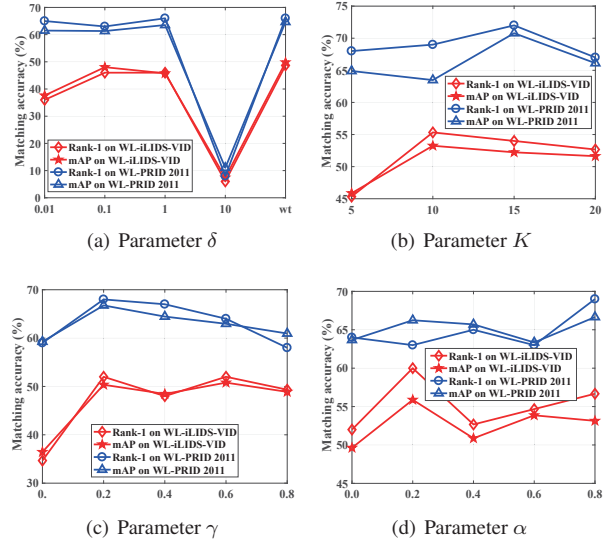 Matching accuracy (%)
70
60
50
40
30
20
10
0
Rank-1 on WL-iLIDS-VID
mAP on WL-iLIDS-VID
Rank-1 on WL-PRID 2011
mAP on WL-PRID 2011
0.01 0.1 1 10 wt
(a) Parameter δ
Matching accuracy (%)
75
70
65
60
55
50
45
Rank-1 on WL-iLIDS-VID
mAP on WL-iLIDS-VID
Rank-1 on WL-PRID 2011
mAP on WL-PRID 2011
5 10 15 20
(b) Parameter K
Matching accuracy (%)
70
60
50
40
30
Rank-1 on WL-iLIDS-VID
mAP on WL-iLIDS-VID
Rank-1 on WL-PRID 2011
mAP on WL-PRID 2011
0. 0.2 0.4 0.6 0.8
(c) Parameter γ
Matching accuracy (%)
70
65
60
55
50
45
Rank-1 on WL-iLIDS-VID
mAP on WL-iLIDS-VID
Rank-1 on WL-PRID 2011
mAP on WL-PRID 2011
0.0 0.2 0.4 0.6 0.8
(d) Parameter α